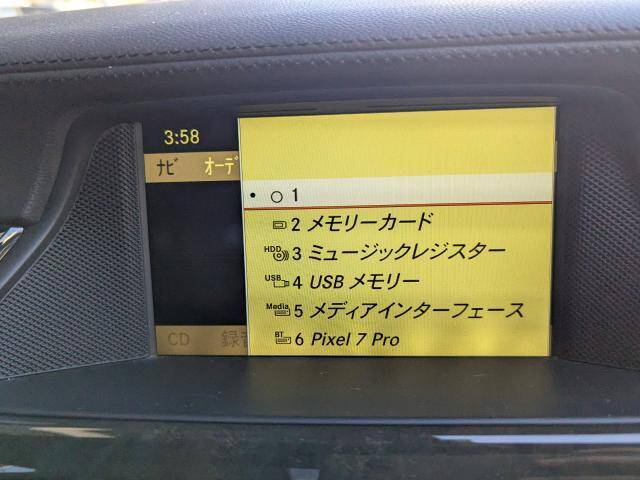 3:58
ナビ オーデ
1
2 メモリーカード
HDD 3 ミュージックレジスター
USB 4 USB メモリー
Media 5 メディアインターフェース
BT 6 Pixel 7 Pro
CD 録音